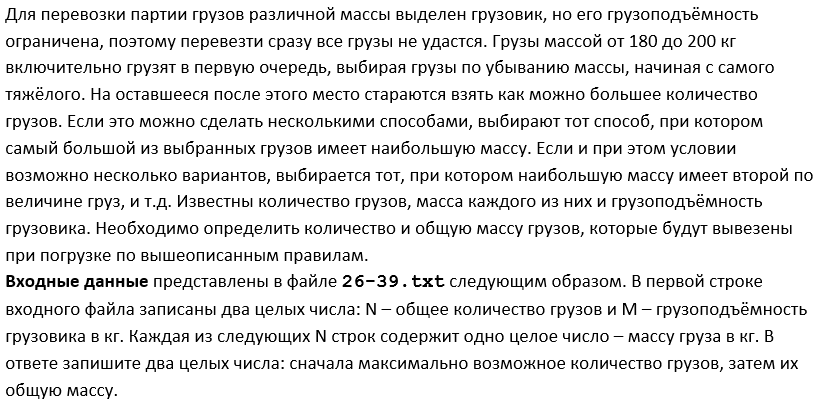 Для перевозки партии грузов различной массы выделен грузовик, но его грузоподъёмность
ограничена, поэтому перевезти сразу все грузы не удастся. Грузы массой от 180 до 200 кг
включительно грузят в первую очередь, выбирая грузы по убыванию массы, начиная с самого
тяжёлого. На оставшееся после этого место стараются взять как можно большее количество
грузов. Если это можно сделать несколькими способами, выбирают тот способ, при котором
самый большой из выбранных грузов имеет наибольшую массу. Если и при этом условии
возможно несколько вариантов, выбирается тот, при котором наибольшую массу имеет второй по
величине груз, и т.д. Известны количество грузов, масса каждого из них и грузоподъёмность
грузовика. Необходимо определить количество и общую массу грузов, которые будут вывезены
при погрузке по вышеописанным правилам.
Входные данные представлены в файле 26-39.txt следующим образом. В первой строке
входного файла записаны два целых числа: N – общее количество грузов и M – грузоподъёмность
грузовика в кг. Каждая из следующих N строк содержит одно целое число – массу груза в кг. В
ответе запишите два целых числа: сначала максимально возможное количество грузов, затем их
общую массу.